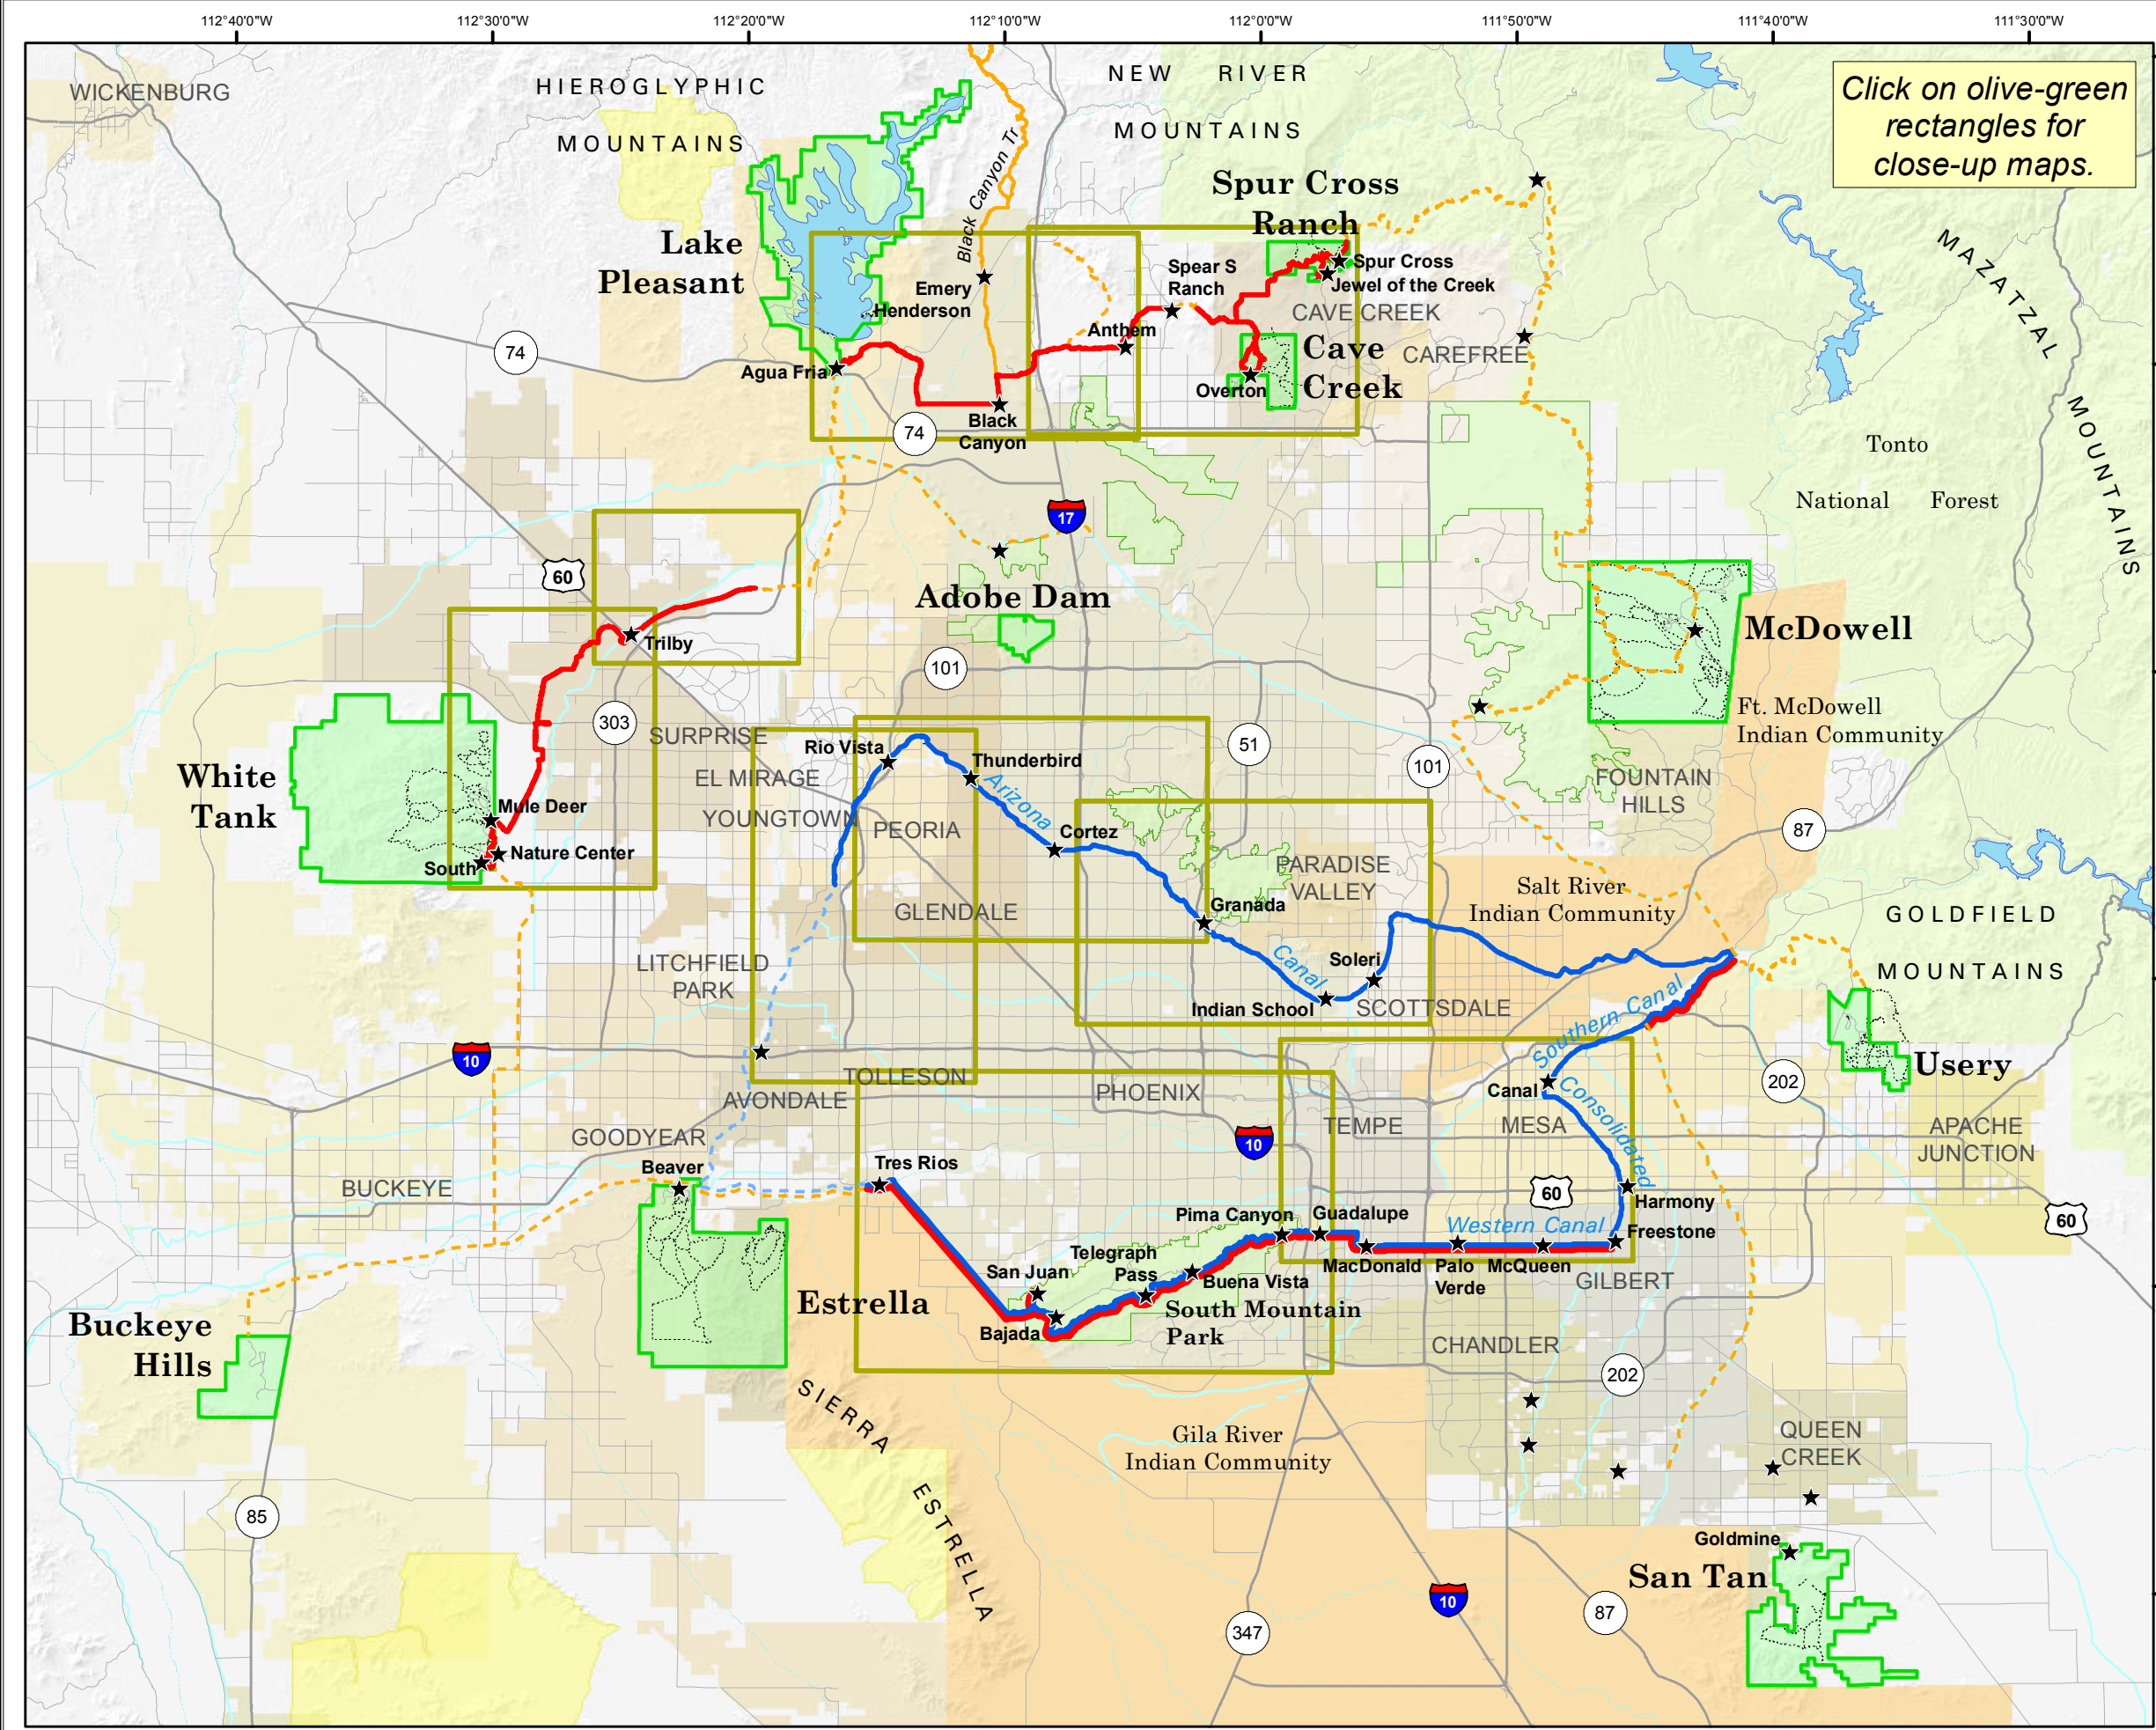 112°40'0"W
112°30'0"W
112°20'0"W
112°10'0"W
112°0'0"W
111°50'0"W
111°40'0"W
111°30'0"W
Click on olive-green
rectangles for
close-up maps.
WICKENBURG
HIEROGLYPHIC
MOUNTAINS
NEW RIVER
MOUNTAINS
Black Canyon Tr
Spur Cross
Ranch
Lake
Pleasant
Emery
Henderson
Spear S
Ranch
Spur Cross
Jewel of the Creek
CAVE CREEK
Anthem
Cave
Creek
CAREFREE
Overton
Agua Fria
Black
Canyon
74
74
MAZATZAL
MOUNTAINS
Tonto
National Forest
17
60
Adobe Dam
Trilby
101
McDowell
Ft. McDowell
Indian Community
303
SURPRISE
EL MIRAGE
YOUNGTOWN
Rio Vista
Thunderbird
Arizona
51
101
FOUNTAIN
HILLS
87
White
Tank
Mule Deer
Nature Center
South
PEORIA
Cortez
PARADISE
VALLEY
Granada
GLENDALE
Salt River
Indian Community
GOLDFIELD
MOUNTAINS
LITCHFIELD
PARK
Canal
Soleri
Indian School
SCOTTSDALE
Southern Canal
10
Usery
TOLLESON
AVONDALE
PHOENIX
Canal
Consolidated
202
TEMPE
MESA
APACHE
JUNCTION
10
GOODYEAR
Beaver
Tres Rios
BUCKEYE
60
Harmony
60
Pima Canyon
Guadalupe
Western Canal
Freestone
Telegraph
Pass
San Juan
Buena Vista
MacDonald
Palo
Verde
McQueen
GILBERT
Estrella
Bajada
South Mountain
Park
Buckeye
Hills
CHANDLER
202
SIERRA
ESTRELLA
Gila River
Indian Community
QUEEN
CREEK
85
Goldmine
San Tan
10
87
347